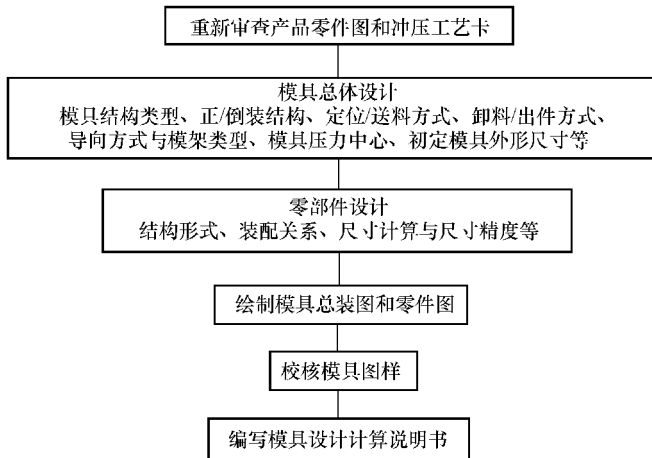 重新审查产品零件图和冲压工艺卡
模具总体设计
模具结构类型、正/倒装结构、定位/送料方式、卸料/出件方式、
导向方式与模架类型、模具压力中心、初定模具外形尺寸等
零部件设计
结构形式、装配关系、尺寸计算与尺寸精度等
绘制模具总装图和零件图
校核模具图样
编写模具设计计算说明书